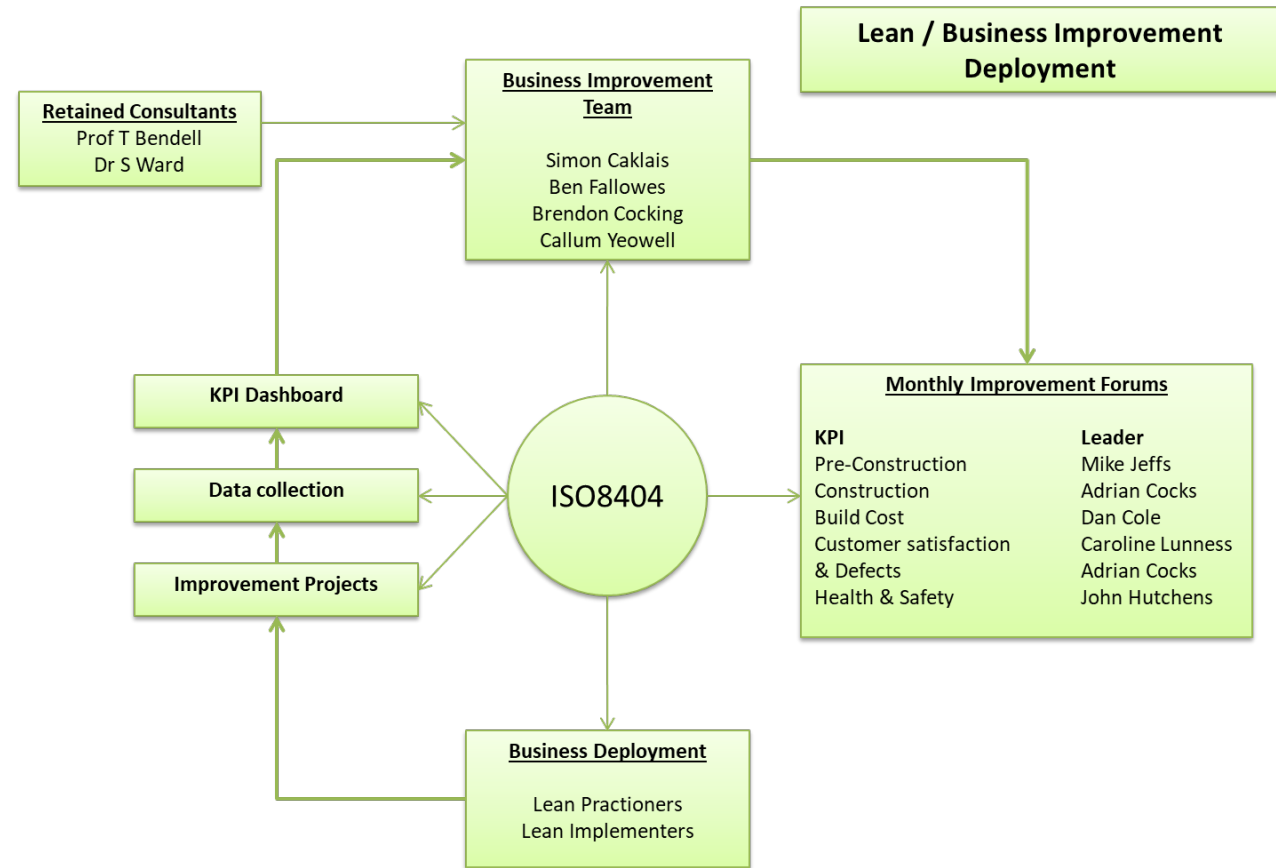 Lean / Business Improvement
Deployment
Retained Consultants
Prof T Bendell
Dr S Ward
Business Improvement
Team
Simon Caklais
Ben Fallowes
Brendon Cocking
Callum Yeowell
KPI Dashboard
Data collection
Improvement Projects
ISO8404
Monthly Improvement Forums
KPI Leader
Pre-Construction Mike Jeffs
Construction Adrian Cocks
Build Cost Dan Cole
Customer satisfaction Caroline Lunness
& Defects Adrian Cocks
Health & Safety John Hutchens
Business Deployment
Lean Practioners
Lean Implementers